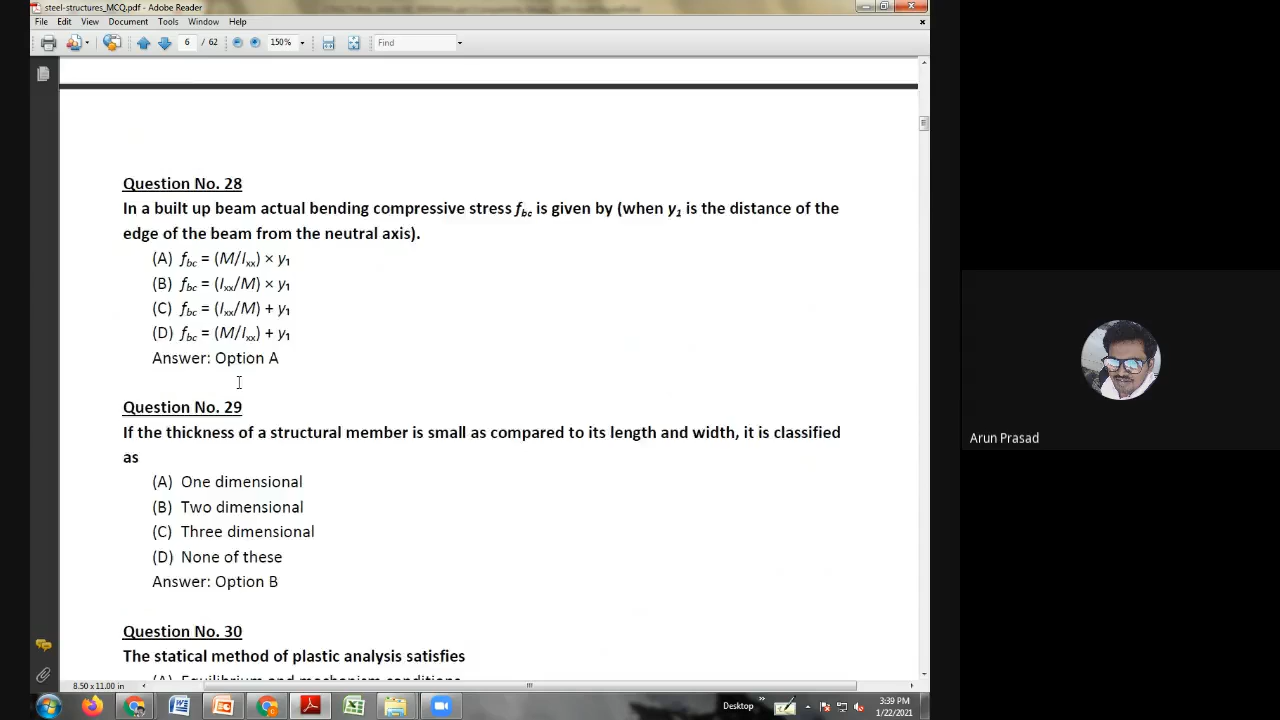 steel-structures_MCQ.pdf - Adobe Reader
File Edit View Document Tools Window Help
6 / 62 150% Find
Question No. 28
In a built up beam actual bending compressive stress fbc is given by (when y1 is the distance of the
edge of the beam from the neutral axis).
(A) fbc = (M/Ixx) × y1
(B) fbc = (Ixx/M) × y1
(C) fbc = (Ixx/M) + y1
(D) fbc = (M/Ixx) + y1
Answer: Option A
Question No. 29
If the thickness of a structural member is small as compared to its length and width, it is classified
as
(A) One dimensional
(B) Two dimensional
(C) Three dimensional
(D) None of these
Answer: Option B
Question No. 30
The statical method of plastic analysis satisfies
(A) Equilibrium and mechanism conditions
8.50 x 11.00 in
Arun Prasad
Desktop
3:39 PM
1/22/2021